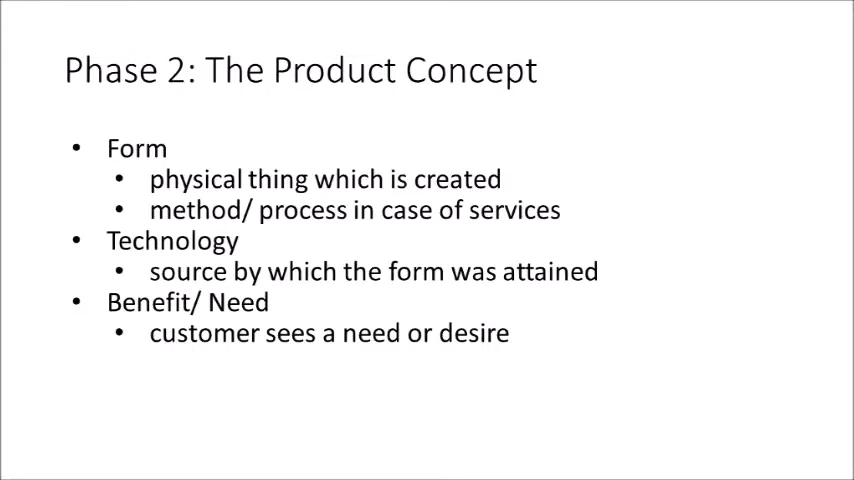 Phase 2: The Product Concept
• Form
• physical thing which is created
• method/ process in case of services
• Technology
• source by which the form was attained
• Benefit/ Need
• customer sees a need or desire